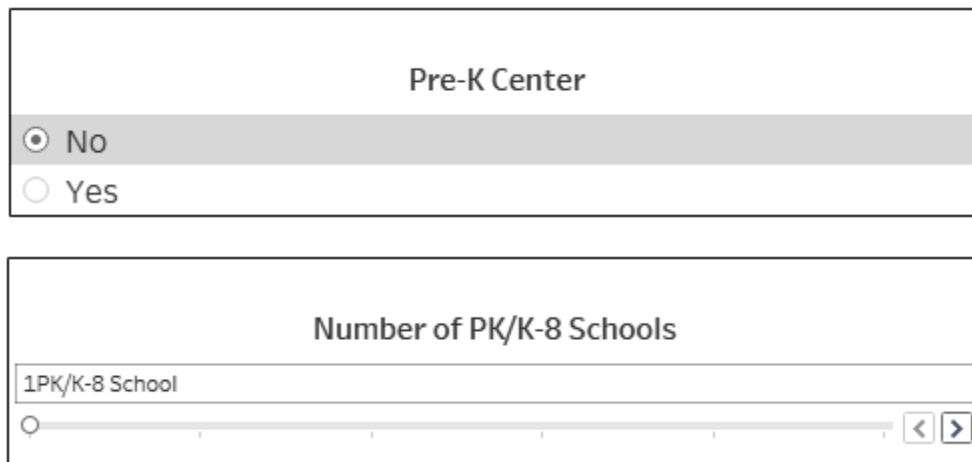 Pre-K Center
No
Yes
Number of PK/K-8 Schools
1PK/K-8 School